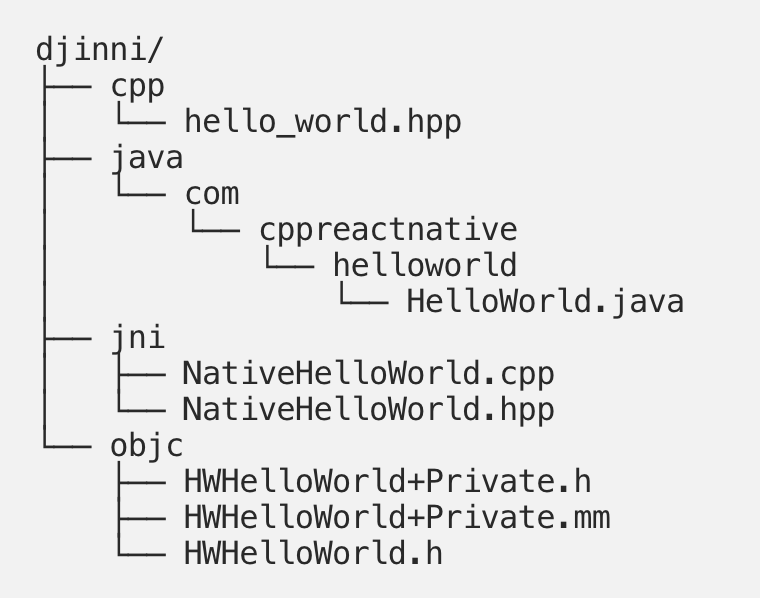 djinni/
├── cpp
│   └── hello_world.hpp
├── java
│   └── com
│       └── cppreactnative
│           └── helloworld
│               └── HelloWorld.java
├── jni
│   ├── NativeHelloWorld.cpp
│   └── NativeHelloWorld.hpp
└── objc
    ├── HWHelloWorld+Private.h
    ├── HWHelloWorld+Private.mm
    └── HWHelloWorld.h